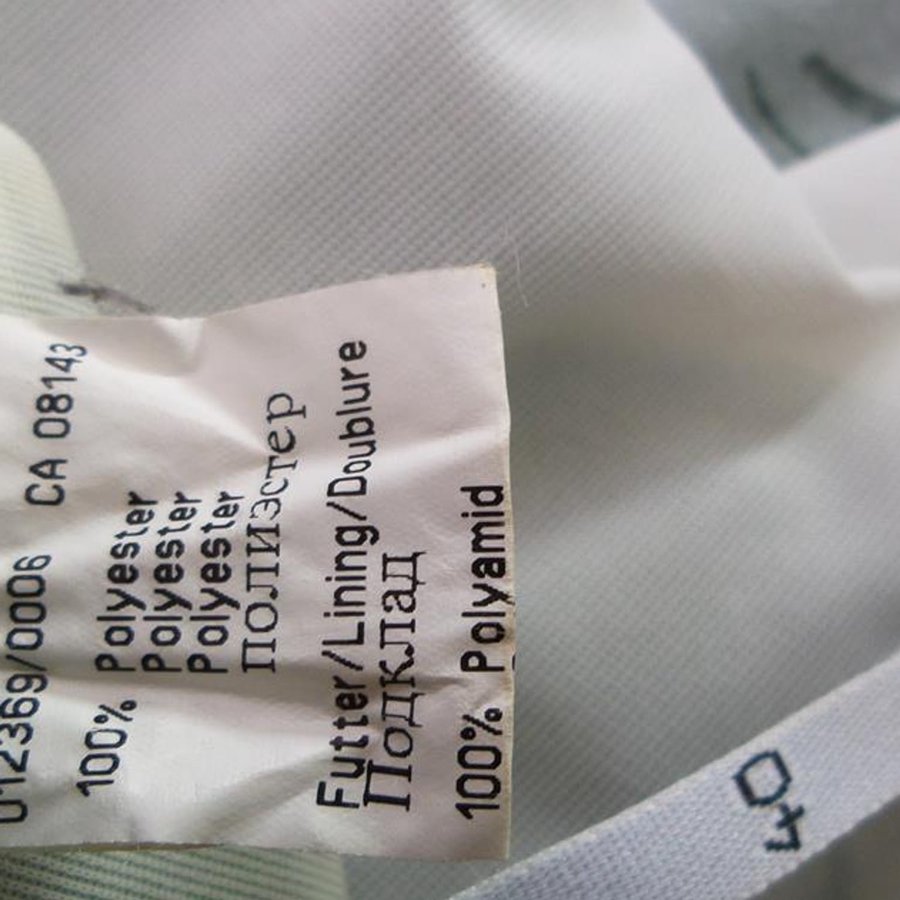 012369/0006 CA 08143
100% Polyester
Polyester
Polyester
полиэстер
Futter/Lining/Doublure
Подклад
100% Polyamid
40